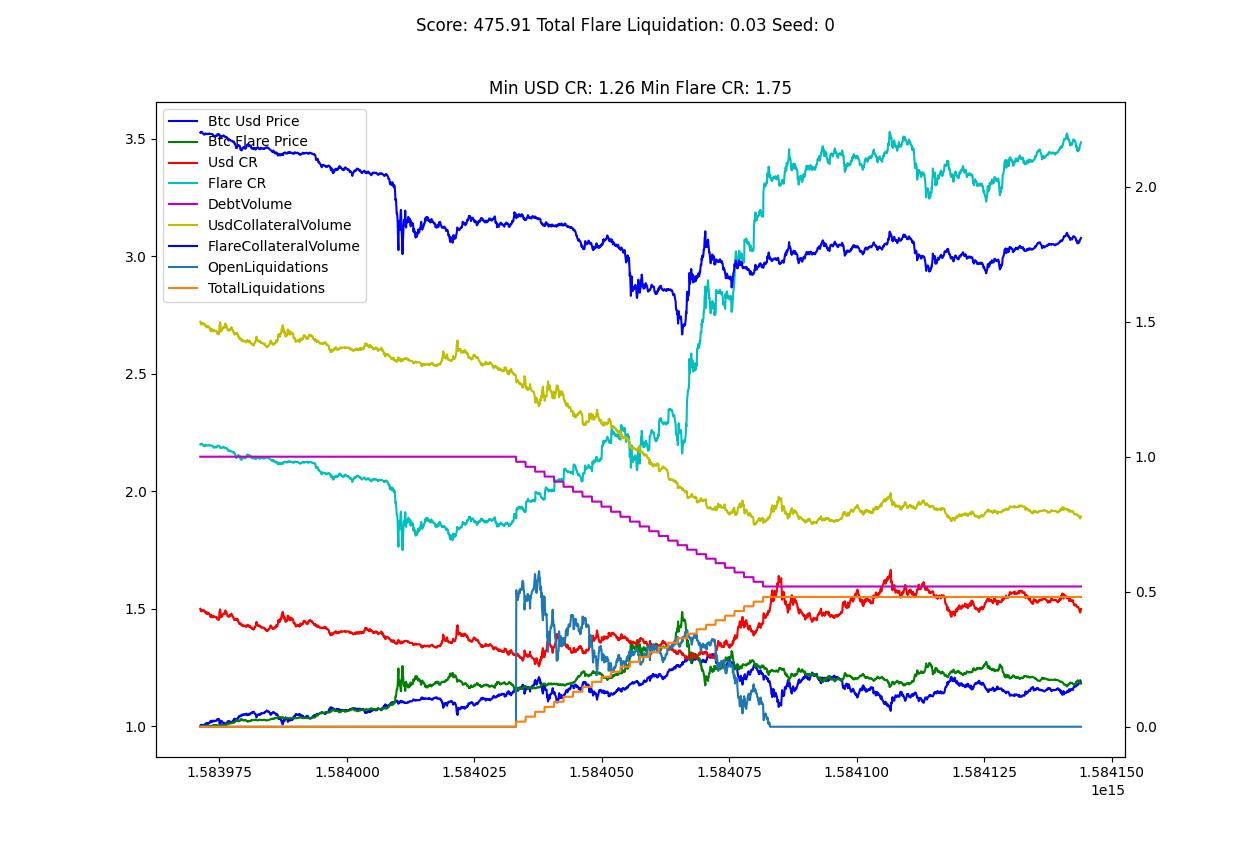 Score: 475.91 Total Flare Liquidation: 0.03 Seed: 0
Min USD CR: 1.26 Min Flare CR: 1.75
Btc Usd Price
Btc Flare Price
Usd CR
Flare CR
DebtVolume
UsdCollateralVolume
FlareCollateralVolume
OpenLiquidations
TotalLiquidations
3.5
3.0
2.5
2.0
1.5
1.0
2.0
1.5
1.0
0.5
0.0
1.583975 1.584000 1.584025 1.584050 1.584075 1.584100 1.584125 1.584150
1e15